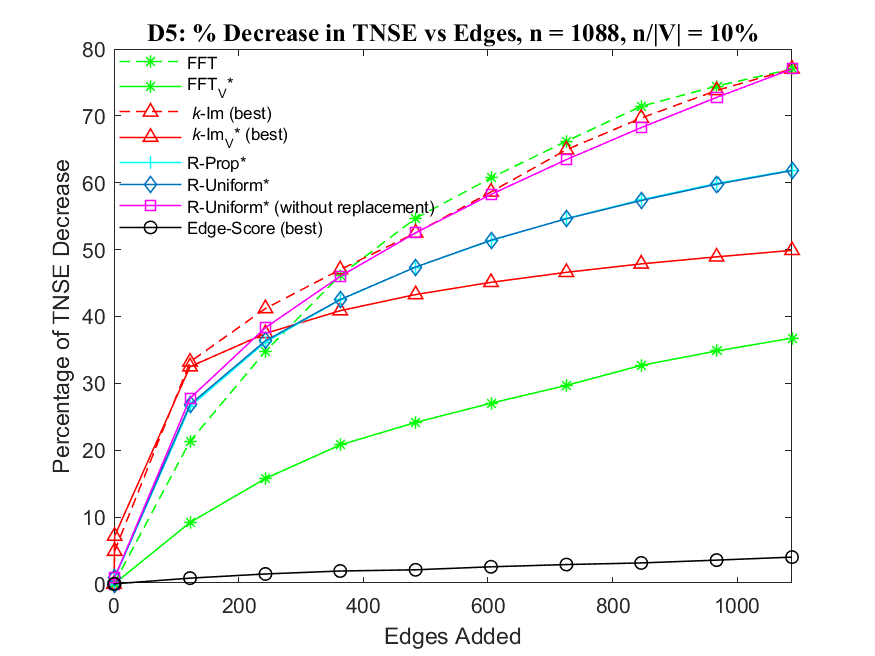 D5: % Decrease in TNSE vs Edges, n = 1088, n/|V| = 10%
80
70
60
50
40
30
20
10
0
Percentage of TNSE Decrease
FFT
FFT_V*
k-Im (best)
k-Im_V* (best)
R-Prop*
R-Uniform*
R-Uniform* (without replacement)
Edge-Score (best)
0 200 400 600 800 1000
Edges Added